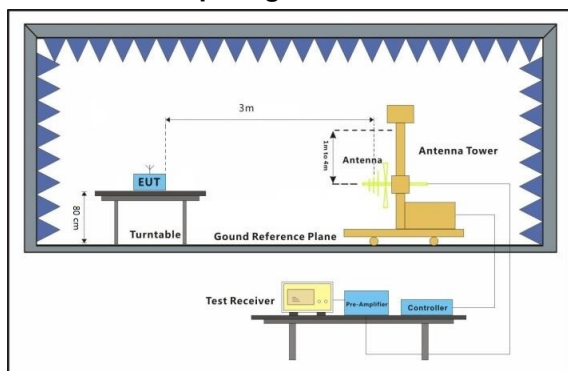 3m
1m to 4m
Antenna
Antenna Tower
EUT
80 cm
Turntable
Gound Reference Plane
Test Receiver
Pre-Amplifier
Controller